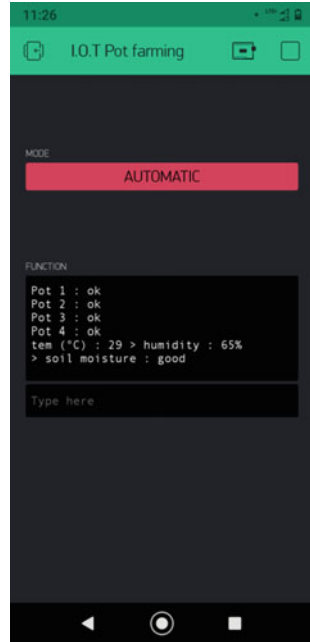 11:26
I.O.T Pot farming
MODE
AUTOMATIC
FUNCTION
Pot 1 : ok
Pot 2 : ok
Pot 3 : ok
Pot 4 : ok
tem (°C) : 29 > humidity : 65%
> soil moisture : good
Type here